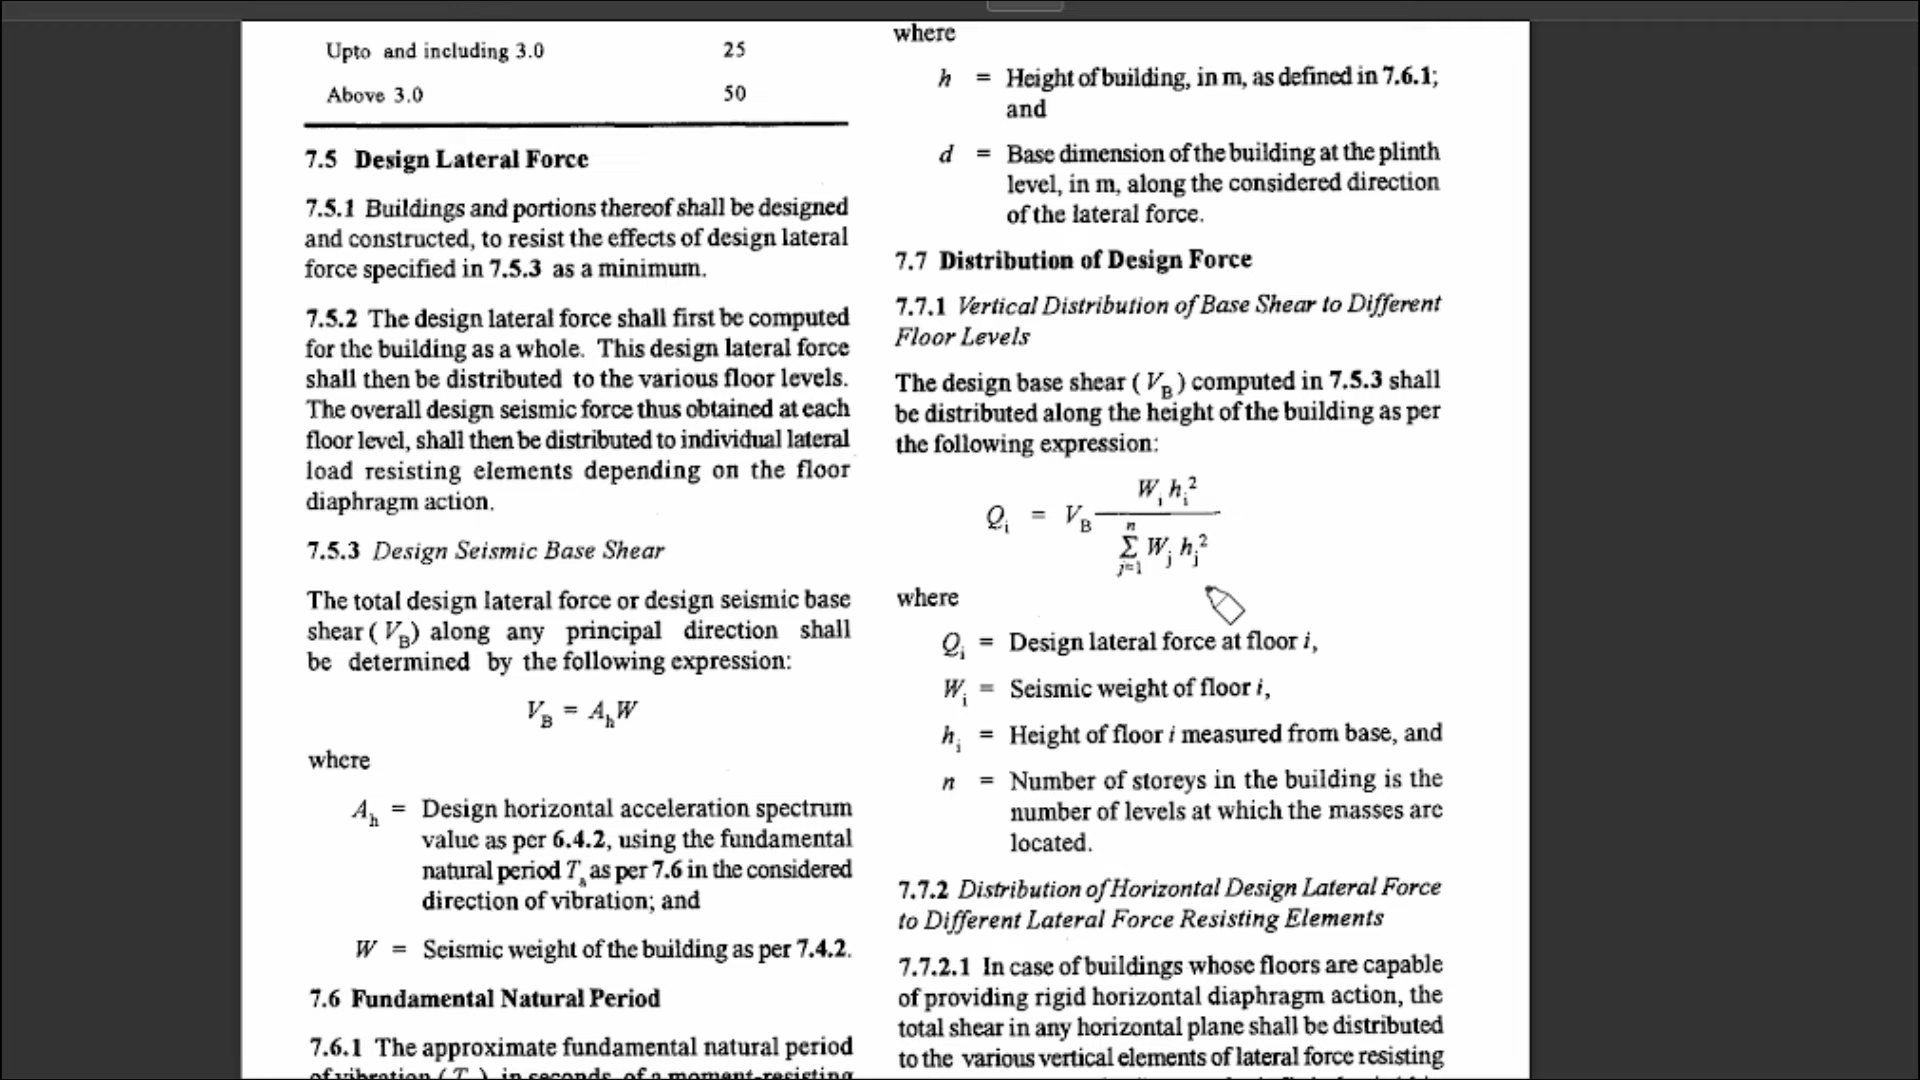 Upto and including 3.0 25
Above 3.0 50
7.5 Design Lateral Force
7.5.1 Buildings and portions thereof shall be designed
and constructed, to resist the effects of design lateral
force specified in 7.5.3 as a minimum.
7.5.2 The design lateral force shall first be computed
for the building as a whole. This design lateral force
shall then be distributed to the various floor levels.
The overall design seismic force thus obtained at each
floor level, shall then be distributed to individual lateral
load resisting elements depending on the floor
diaphragm action.
7.5.3 Design Seismic Base Shear
The total design lateral force or design seismic base
shear ( V_B) along any principal direction shall
be determined by the following expression:
V_B = A_h W
where
A_h = Design horizontal acceleration spectrum
value as per 6.4.2, using the fundamental
natural period T_a as per 7.6 in the considered
direction of vibration; and
W = Seismic weight of the building as per 7.4.2.
7.6 Fundamental Natural Period
7.6.1 The approximate fundamental natural period
of vibration ( T_a ), in seconds, of a moment-resisting
where
h = Height of building, in m, as defined in 7.6.1;
and
d = Base dimension of the building at the plinth
level, in m, along the considered direction
of the lateral force.
7.7 Distribution of Design Force
7.7.1 Vertical Distribution of Base Shear to Different
Floor Levels
The design base shear ( V_B ) computed in 7.5.3 shall
be distributed along the height of the building as per
the following expression:
W_i h_i^2
Q_i = V_B
n
Σ W_j h_j^2
j=1
where
Q_i = Design lateral force at floor i,
W_i = Seismic weight of floor i,
h_i = Height of floor i measured from base, and
n = Number of storeys in the building is the
number of levels at which the masses are
located.
7.7.2 Distribution of Horizontal Design Lateral Force
to Different Lateral Force Resisting Elements
7.7.2.1 In case of buildings whose floors are capable
of providing rigid horizontal diaphragm action, the
total shear in any horizontal plane shall be distributed
to the various vertical elements of lateral force resisting